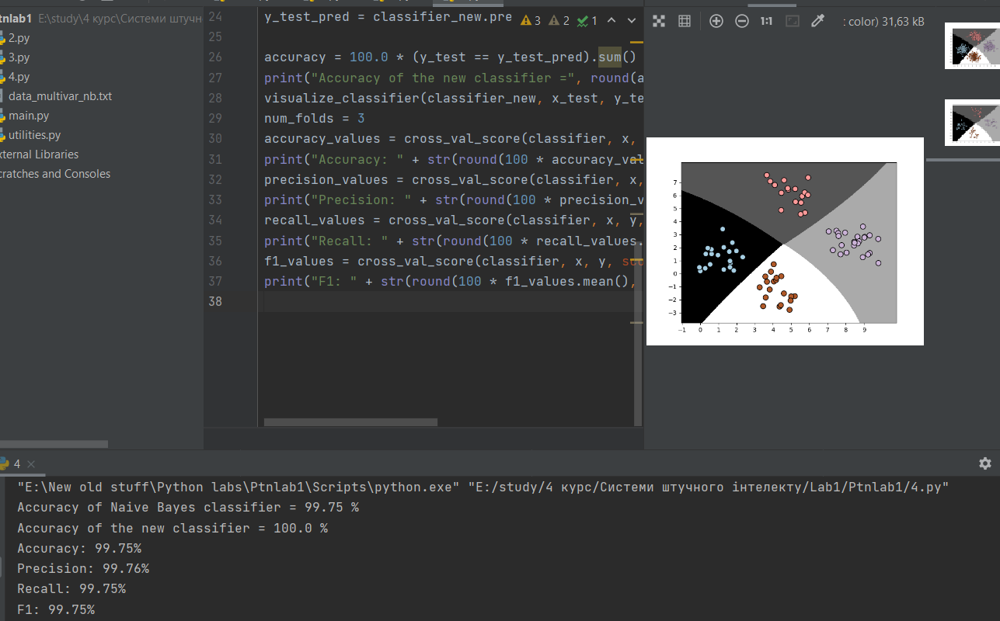 tnlab1 E:\study\4 курс\Системи штучн
2.py
3.py
4.py
data_multivar_nb.txt
main.py
utilities.py
xternal Libraries
cratches and Consoles
24 y_test_pred = classifier_new.pre
3 2 1
25
26 accuracy = 100.0 * (y_test == y_test_pred).sum()
27 print("Accuracy of the new classifier =", round(a
28 visualize_classifier(classifier_new, x_test, y_te
29 num_folds = 3
30 accuracy_values = cross_val_score(classifier, x,
31 print("Accuracy: " + str(round(100 * accuracy_val
32 precision_values = cross_val_score(classifier, x,
33 print("Precision: " + str(round(100 * precision_v
34 recall_values = cross_val_score(classifier, x, y,
35 print("Recall: " + str(round(100 * recall_values.
36 f1_values = cross_val_score(classifier, x, y, sco
37 print("F1: " + str(round(100 * f1_values.mean(),
38
1:1 : color) 31,63 kB
7
6
5
4
3
2
1
0
−1
−2
−3
−1 0 1 2 3 4 5 6 7 8 9
4
"E:\New old stuff\Python labs\Ptnlab1\Scripts\python.exe" "E:/study/4 курс/Системи штучного інтелекту/Lab1/Ptnlab1/4.py"
Accuracy of Naive Bayes classifier = 99.75 %
Accuracy of the new classifier = 100.0 %
Accuracy: 99.75%
Precision: 99.76%
Recall: 99.75%
F1: 99.75%